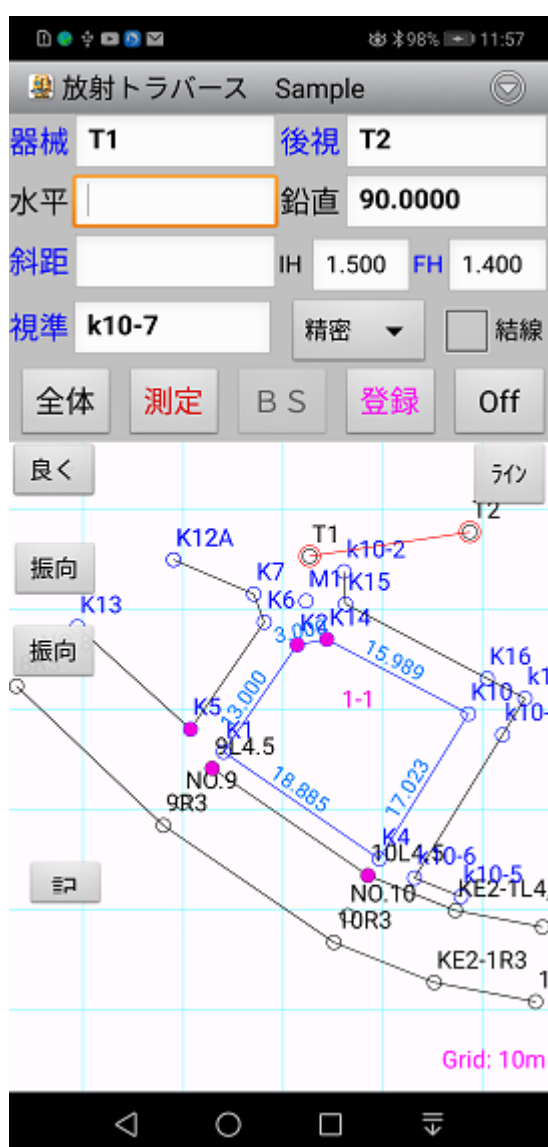 98% 11:57
放射トラバース Sample
器械 T1 後視 T2
水平 鉛直 90.0000
斜距 IH 1.500 FH 1.400
視準 k10-7 精密 結線
全体 測定 BS 登録 Off
良く ライン
T2
K12A T1 k10-2
振向 K7 M1 K15
K13 K6 3.000 K2 K14
振向 15.989 K16
13.000 1-1 K10 k1
K5 k10-
K1
9L4.5
NO.9 18.885 17.023
9R3
K4
10L4.5 k10-6
k10-5
NO.10 KE2-1L4
10R3
KE2-1R3 1
Grid: 10m